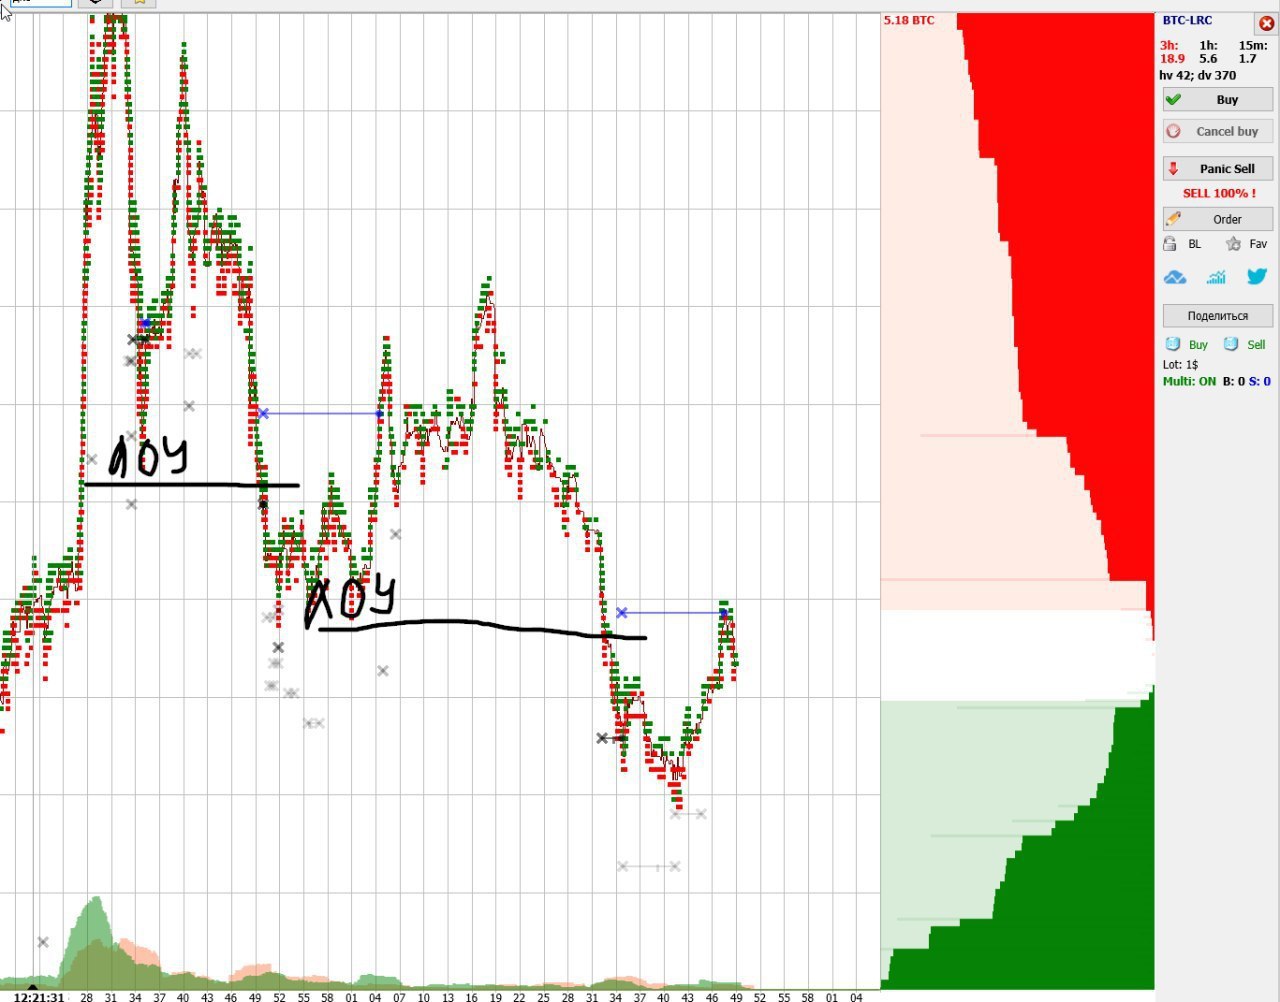 5.18 BTC
BTC-LRC
3h: 1h: 15m:
18.9 5.6 1.7
hv 42; dv 370
Buy
Cancel buy
Panic Sell
SELL 100% !
Order
BL Fav
Поделиться
Buy Sell
Lot: 1$
Multi: ON B: 0 S: 0
лоу
лоу
12:21:31 28 31 34 37 40 43 46 49 52 55 58 01 04 07 10 13 16 19 22 25 28 31 34 37 40 43 46 49 52 55 58 01 04